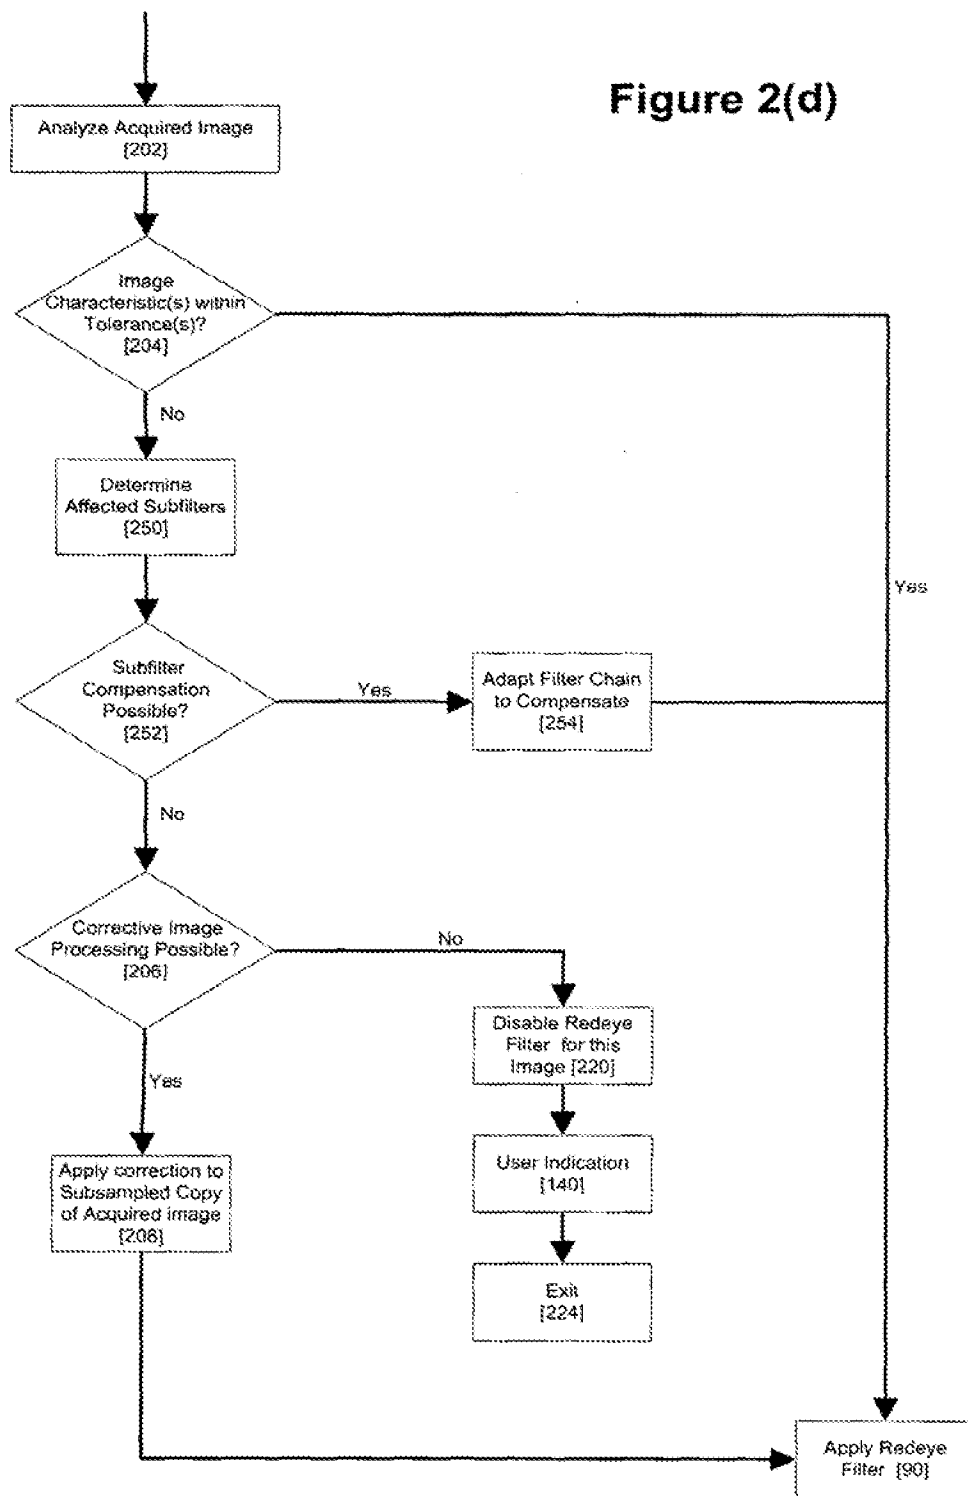 Figure 2(d)
Analyze Acquired Image
[202]
Image
Characteristic(s) within
Tolerance(s)?
[204]
No
Determine
Affected Subfilters
[250]
Yes
Subfilter
Compensation
Possible?
[252]
Yes
Adapt Filter Chain
to Compensate
[254]
No
Corrective Image
Processing Possible?
[206]
No
Disable Redeye
Filter for this
Image [220]
Yes
User Indication
[140]
Apply correction to
Subsampled Copy
of Acquired image
[208]
Exit
[224]
Apply Redeye
Filter [90]